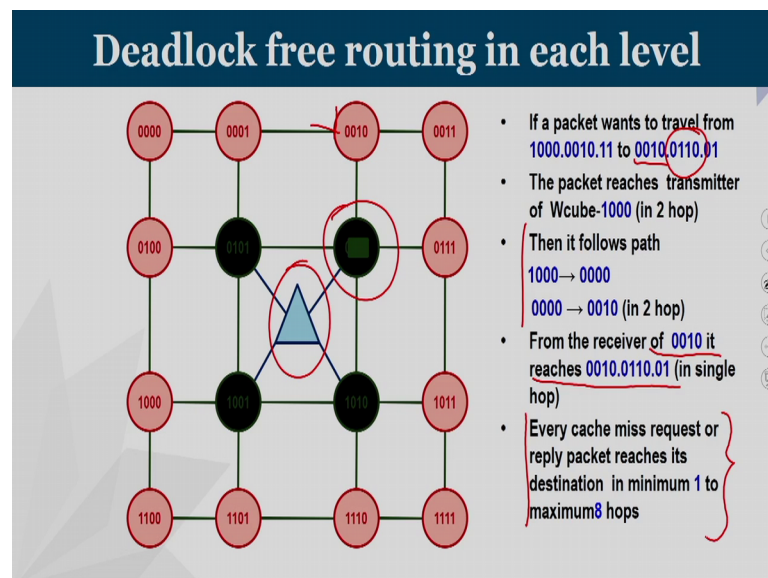 Deadlock free routing in each level
0000 0001 0010 0011
0100 0101 0111
1000 1001 1010 1011
1100 1101 1110 1111
• If a packet wants to travel from
1000.0010.11 to 0010.0110.01
• The packet reaches transmitter
of Wcube-1000 (in 2 hop)
• Then it follows path
1000→ 0000
0000 → 0010 (in 2 hop)
• From the receiver of 0010 it
reaches 0010.0110.01 (in single
hop)
• Every cache miss request or
reply packet reaches its
destination in minimum 1 to
maximum8 hops